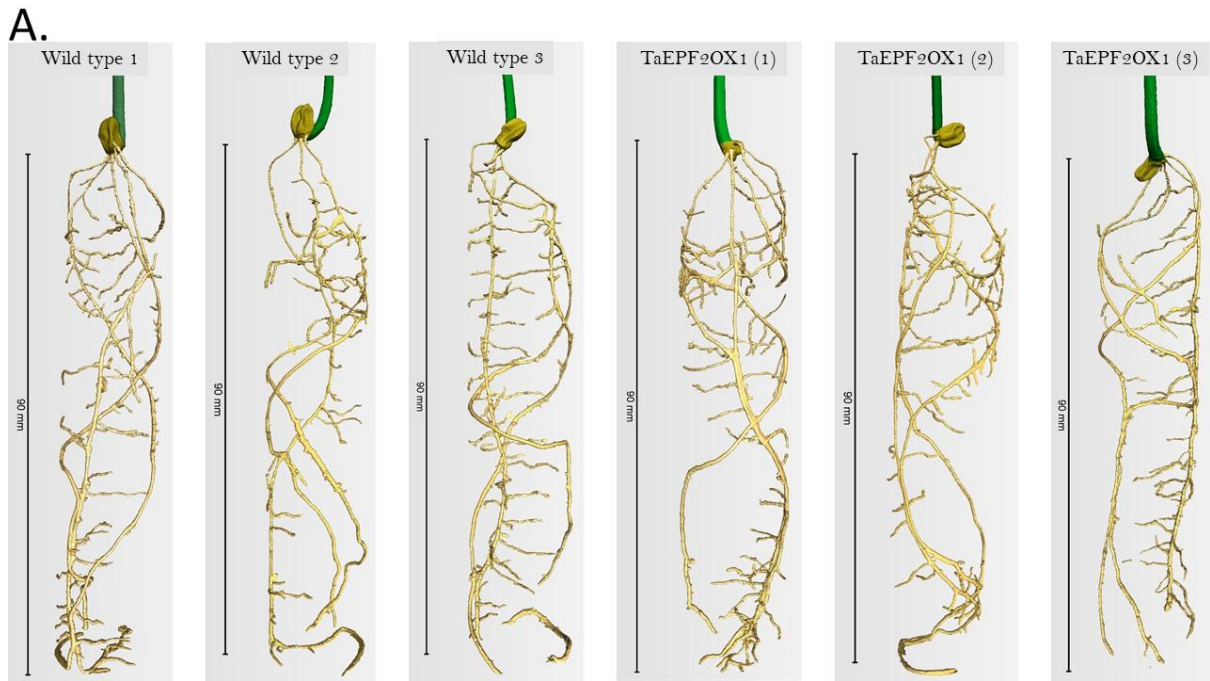 A.
Wild type 1
Wild type 2
Wild type 3
TaEPF2OX1 (1)
TaEPF2OX1 (2)
TaEPF2OX1 (3)
90 mm
90 mm
90 mm
90 mm
90 mm
90 mm